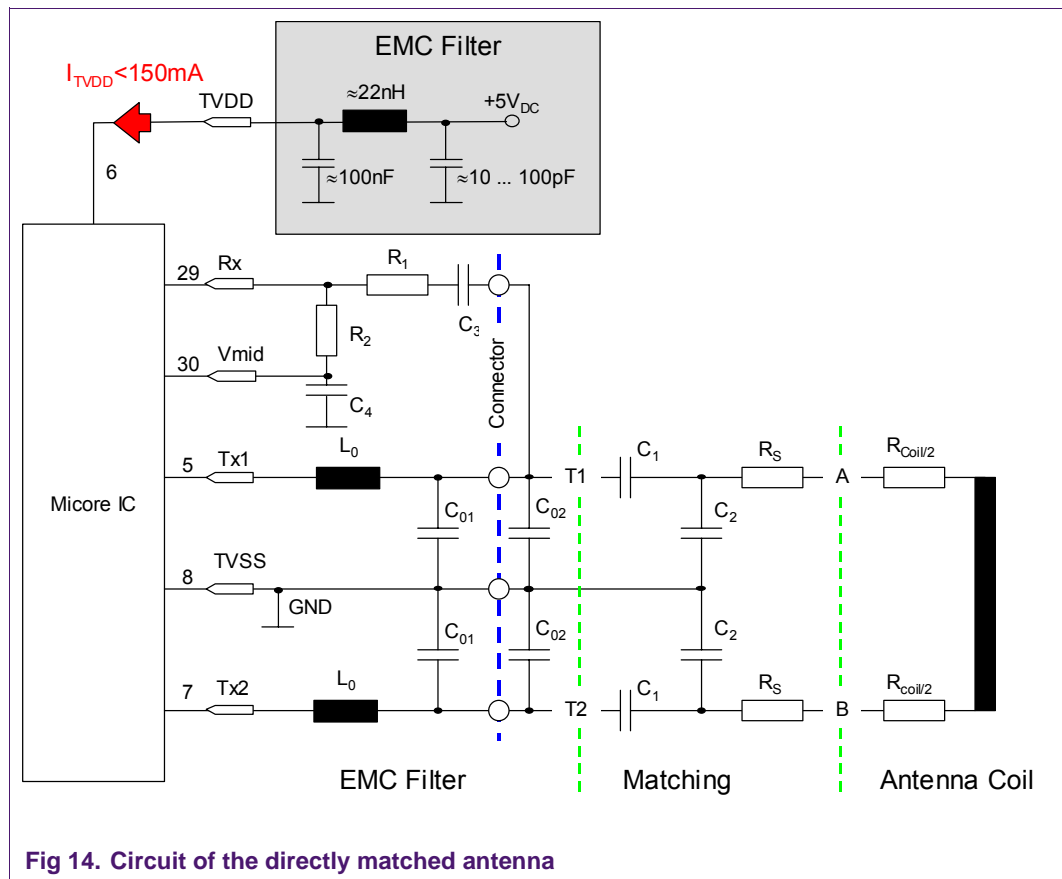 EMC Filter
I_TVDD<150mA
≈22nH
TVDD
+5V_DC
≈100nF
≈10 ... 100pF
6
29
Rx
R_1
C_3
R_2
30
Vmid
C_4
Connector
Micore IC
5
Tx1
L_0
T1
C_1
R_S
A
R_Coil/2
C_01
C_02
C_2
8
TVSS
GND
C_01
C_02
C_2
7
Tx2
L_0
T2
C_1
R_S
B
R_coil/2
EMC Filter
Matching
Antenna Coil
Fig 14. Circuit of the directly matched antenna